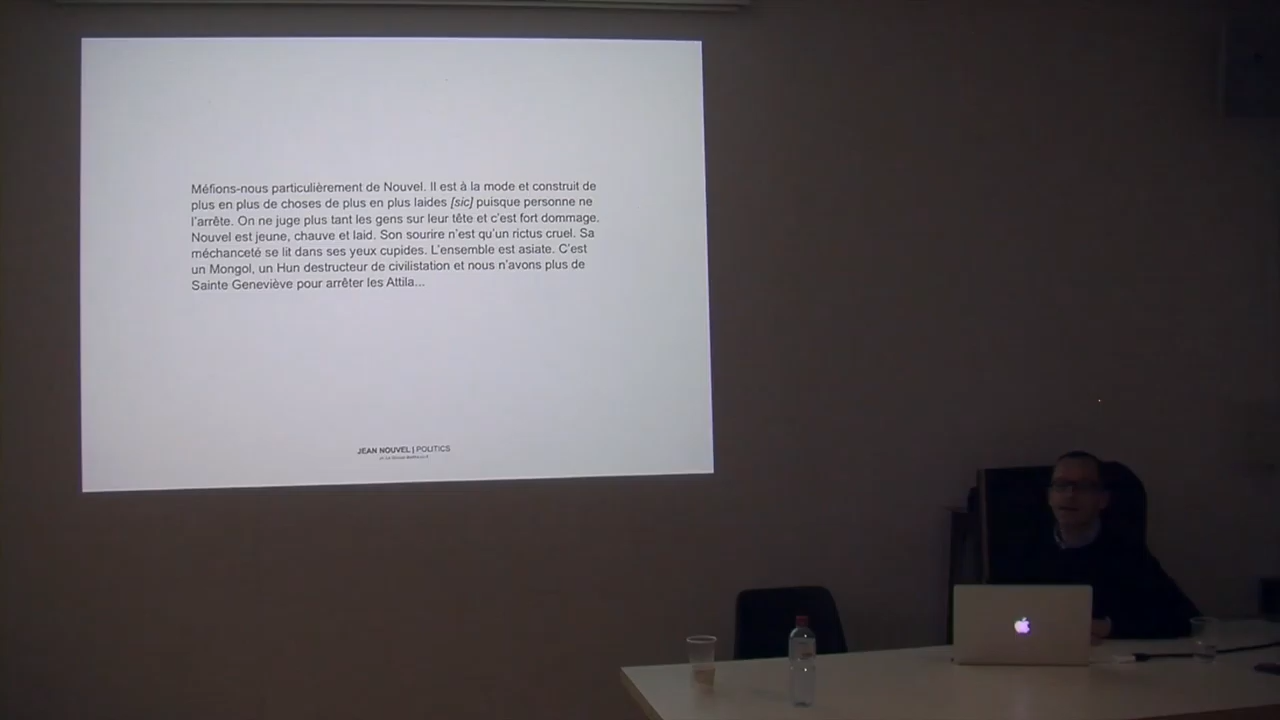 Méfions-nous particulièrement de Nouvel. Il est à la mode et construit de
plus en plus de choses de plus en plus laides [sic] puisque personne ne
l'arrête. On ne juge plus tant les gens sur leur tête et c'est fort dommage.
Nouvel est jeune, chauve et laid. Son sourire n'est qu'un rictus cruel. Sa
méchanceté se lit dans ses yeux cupides. L'ensemble est asiate. C'est
un Mongol, un Hun destructeur de civilistation et nous n'avons plus de
Sainte Geneviève pour arrêter les Attila...
JEAN NOUVEL | POLITICS